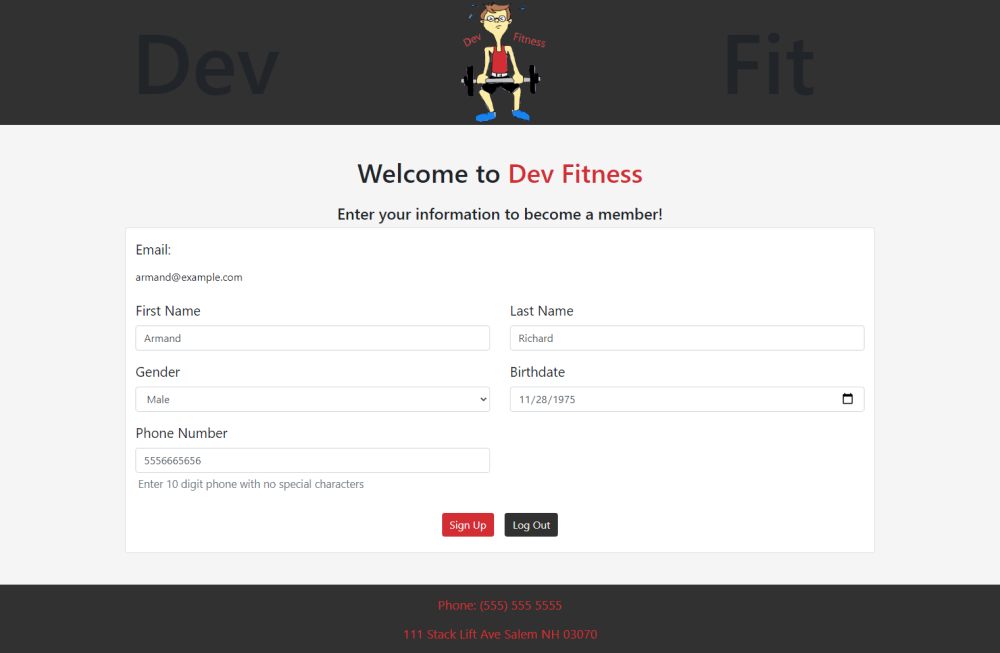 Dev
Dev Fitness
Fit
Welcome to Dev Fitness
Enter your information to become a member!
Email:
armand@example.com
First Name
Last Name
Armand
Richard
Gender
Birthdate
Male
11/28/1975
Phone Number
5556665656
Enter 10 digit phone with no special characters
Sign Up
Log Out
Phone: (555) 555 5555
111 Stack Lift Ave Salem NH 03070